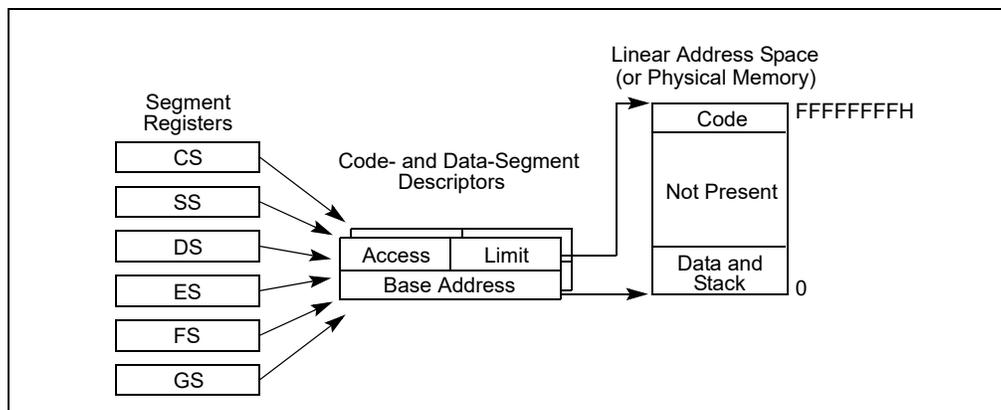 Linear Address Space
(or Physical Memory)
Segment
Registers
FFFFFFFFH
Code
CS
Code- and Data-Segment
Descriptors
SS
Not Present
DS
Access
Limit
Data and
Stack
ES
Base Address
0
FS
GS